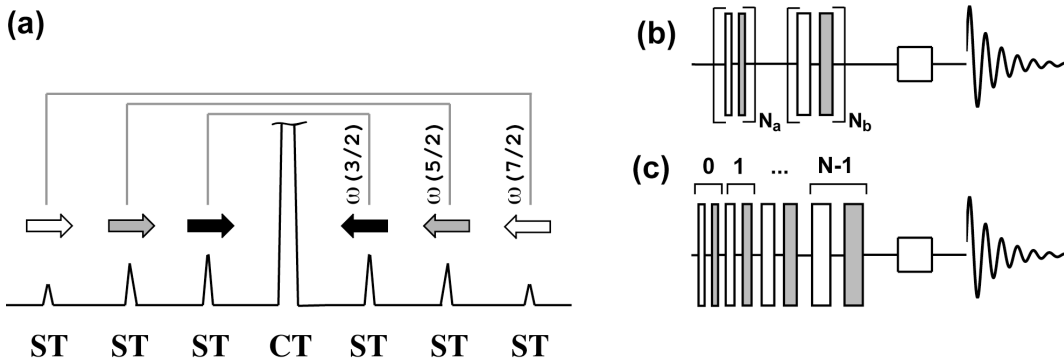 (a)
ω(3/2)
ω(5/2)
ω(7/2)
ST ST ST CT ST ST ST
(b)
Na
Nb
(c)
0 1 ... N-1